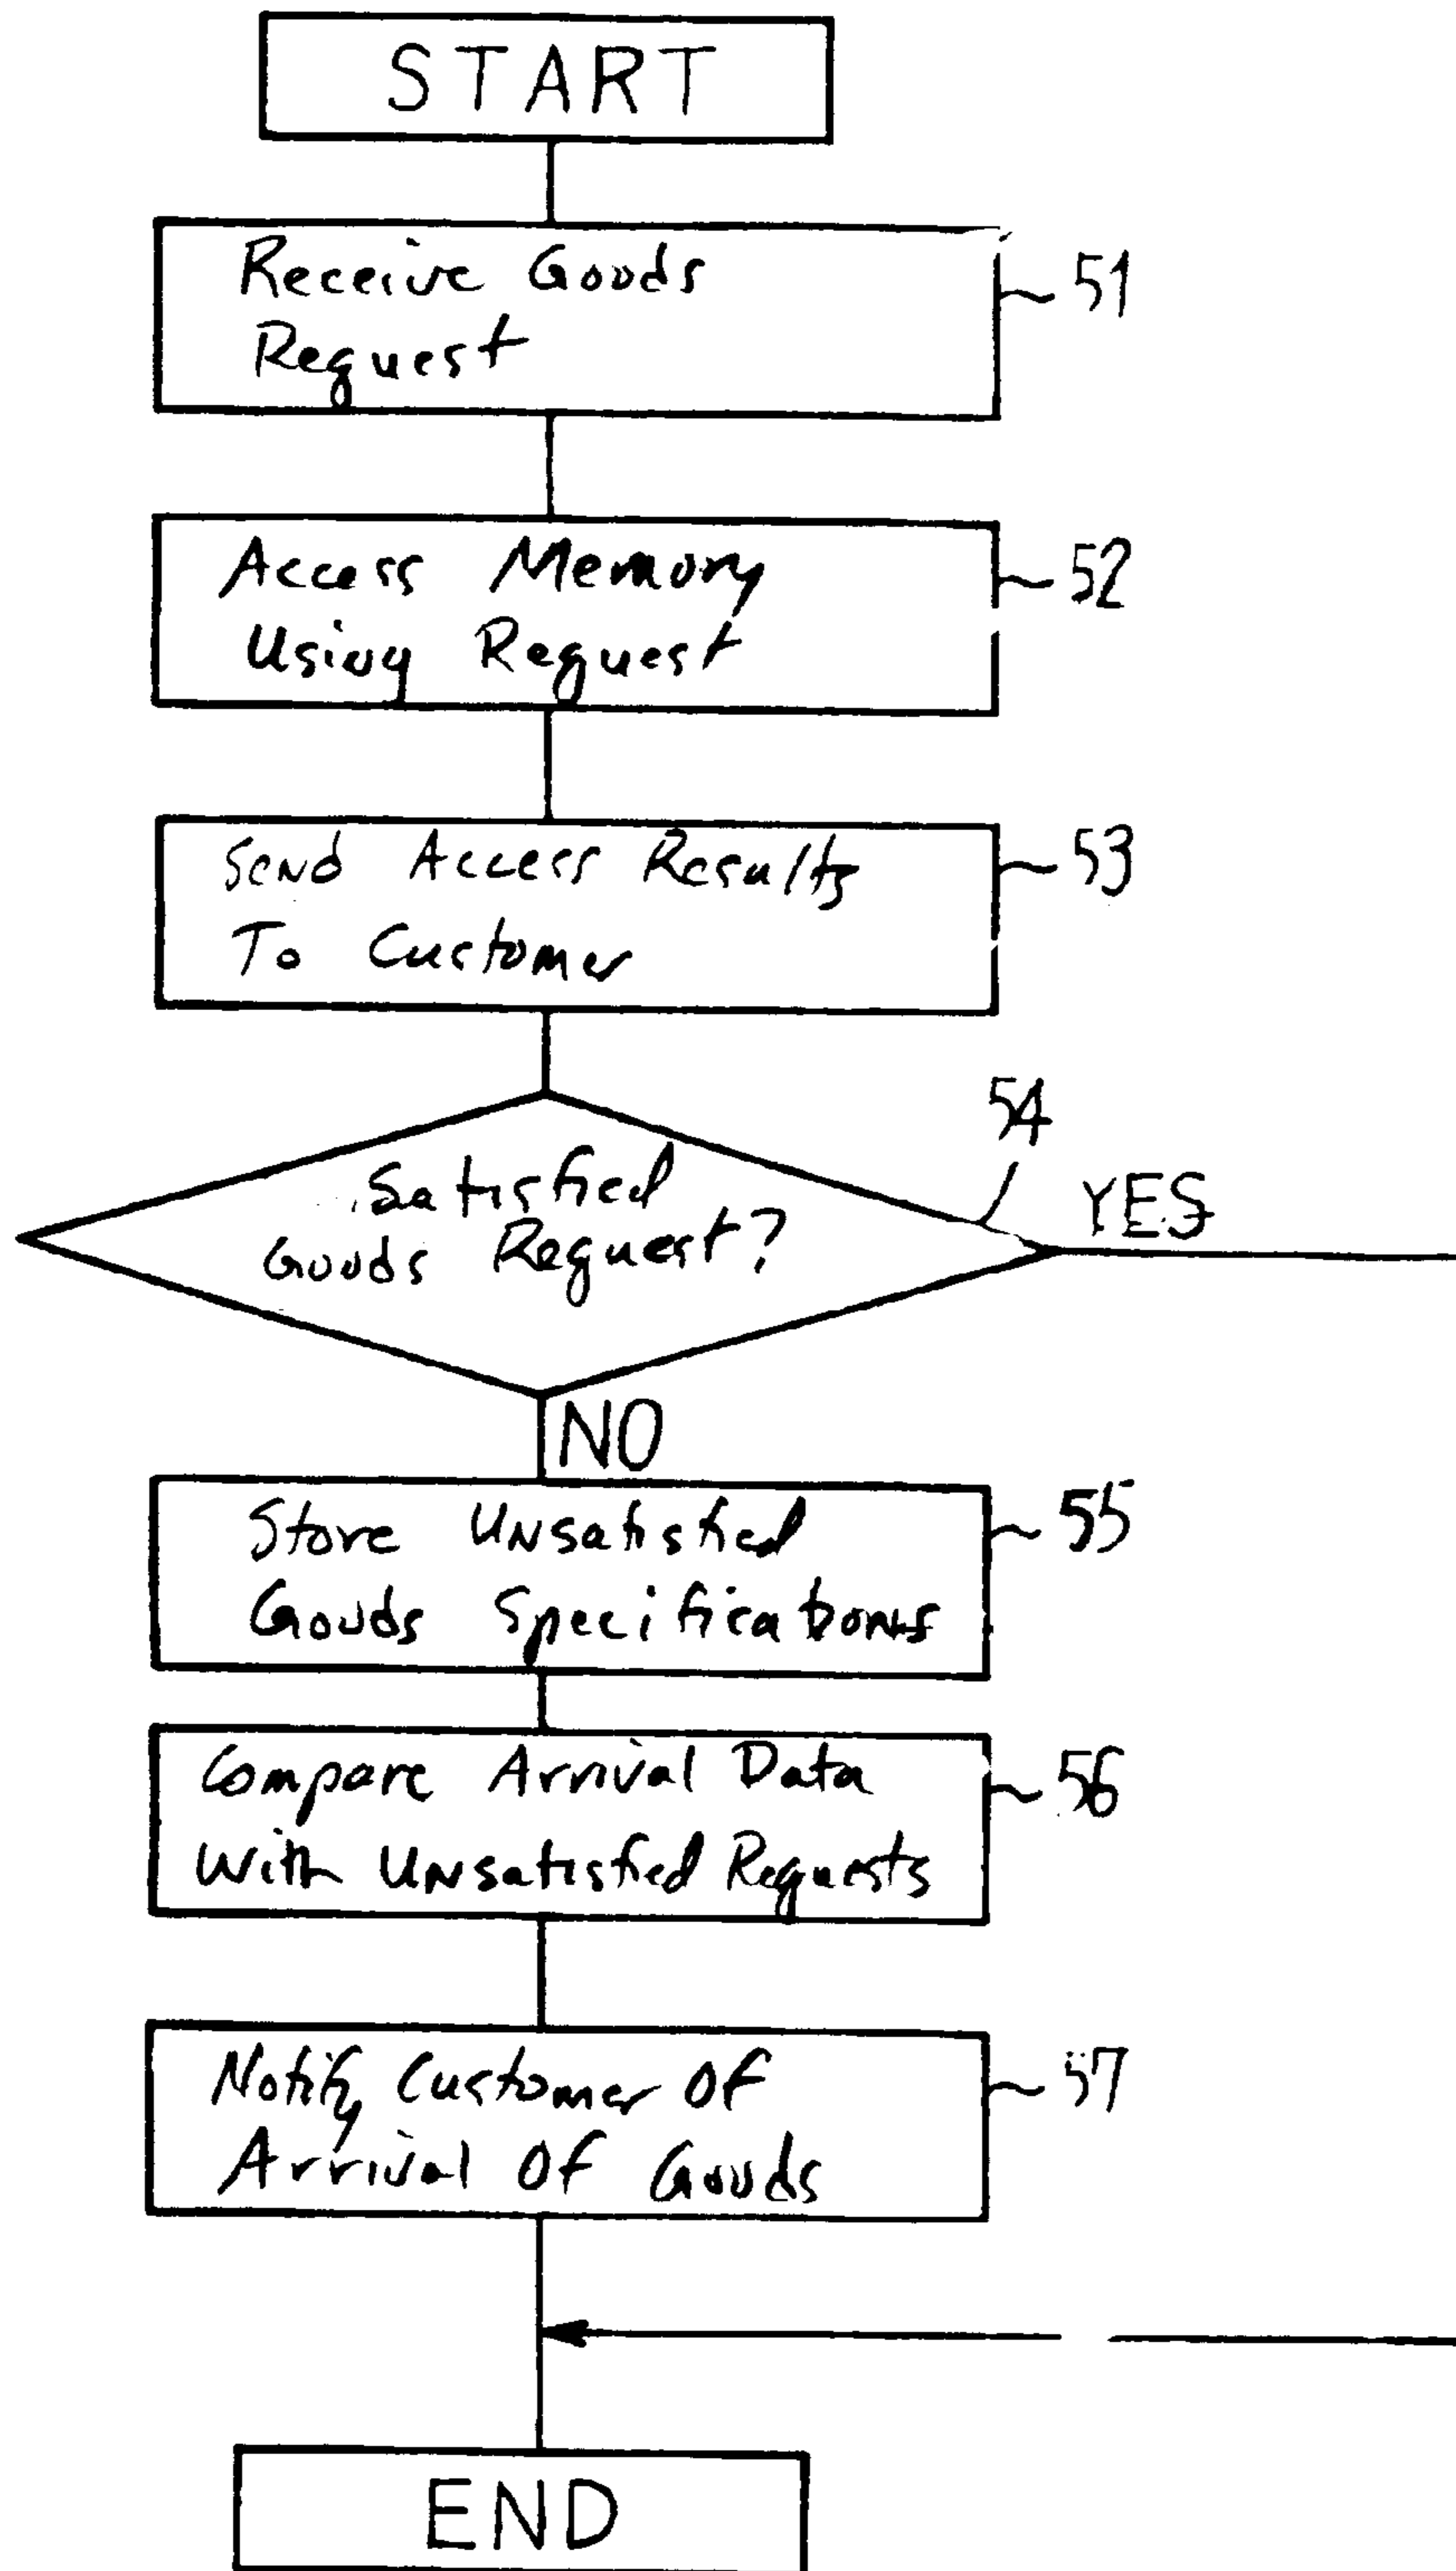 START
Receive Goods
Request
51
Access Memory
Using Request
52
Send Access Results
To Customer
53
54
Satisfied
Goods Request?
YES
NO
Store Unsatisfied
Goods Specifications
55
Compare Arrival Data
With Unsatisfied Requests
56
Notify Customer Of
Arrival Of Goods
57
END